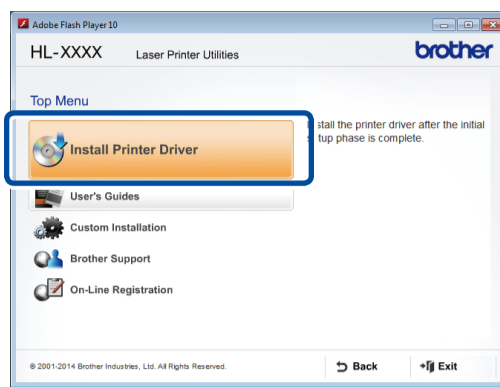 Adobe Flash Player 10
HL-XXXX Laser Printer Utilities
brother
Top Menu
Install Printer Driver
stall the printer driver after the initial
tup phase is complete.
User's Guides
Custom Installation
Brother Support
On-Line Registration
© 2001-2014 Brother Industries, Ltd. All Rights Reserved.
Back
Exit